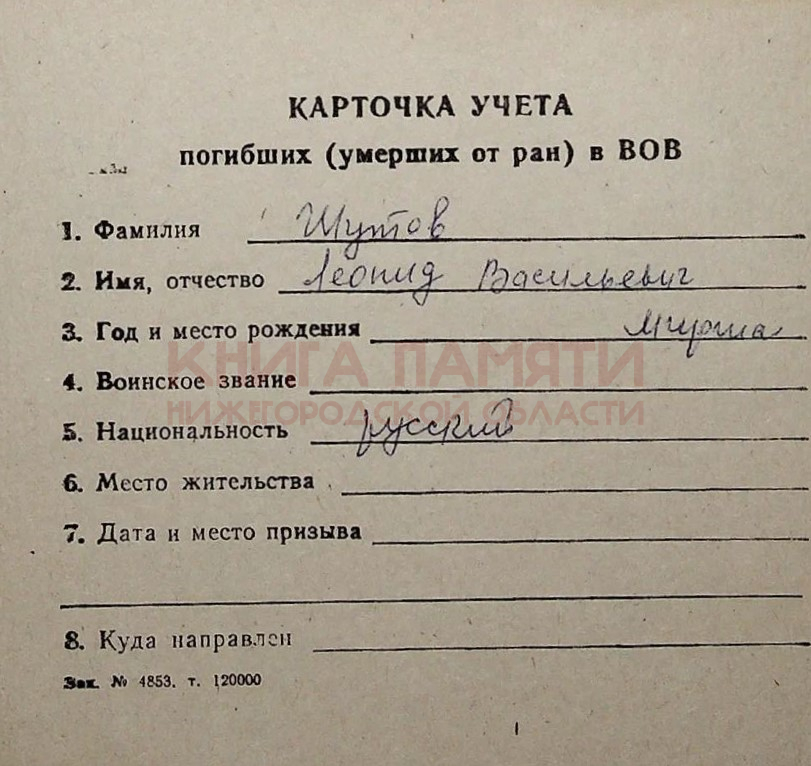 КАРТОЧКА УЧЕТА
погибших (умерших от ран) в ВОВ
1. Фамилия Шутов
2. Имя, отчество Леонид Васильевич
3. Год и место рождения
КНИГА ПАМЯТИ
4. Воинское звание
НИЖЕГОРОДСКОЙ ОБЛАСТИ
5. Национальность русский
6. Место жительства
7. Дата и место призыва
8. Куда направлен
Зак. № 4853. т. 120000